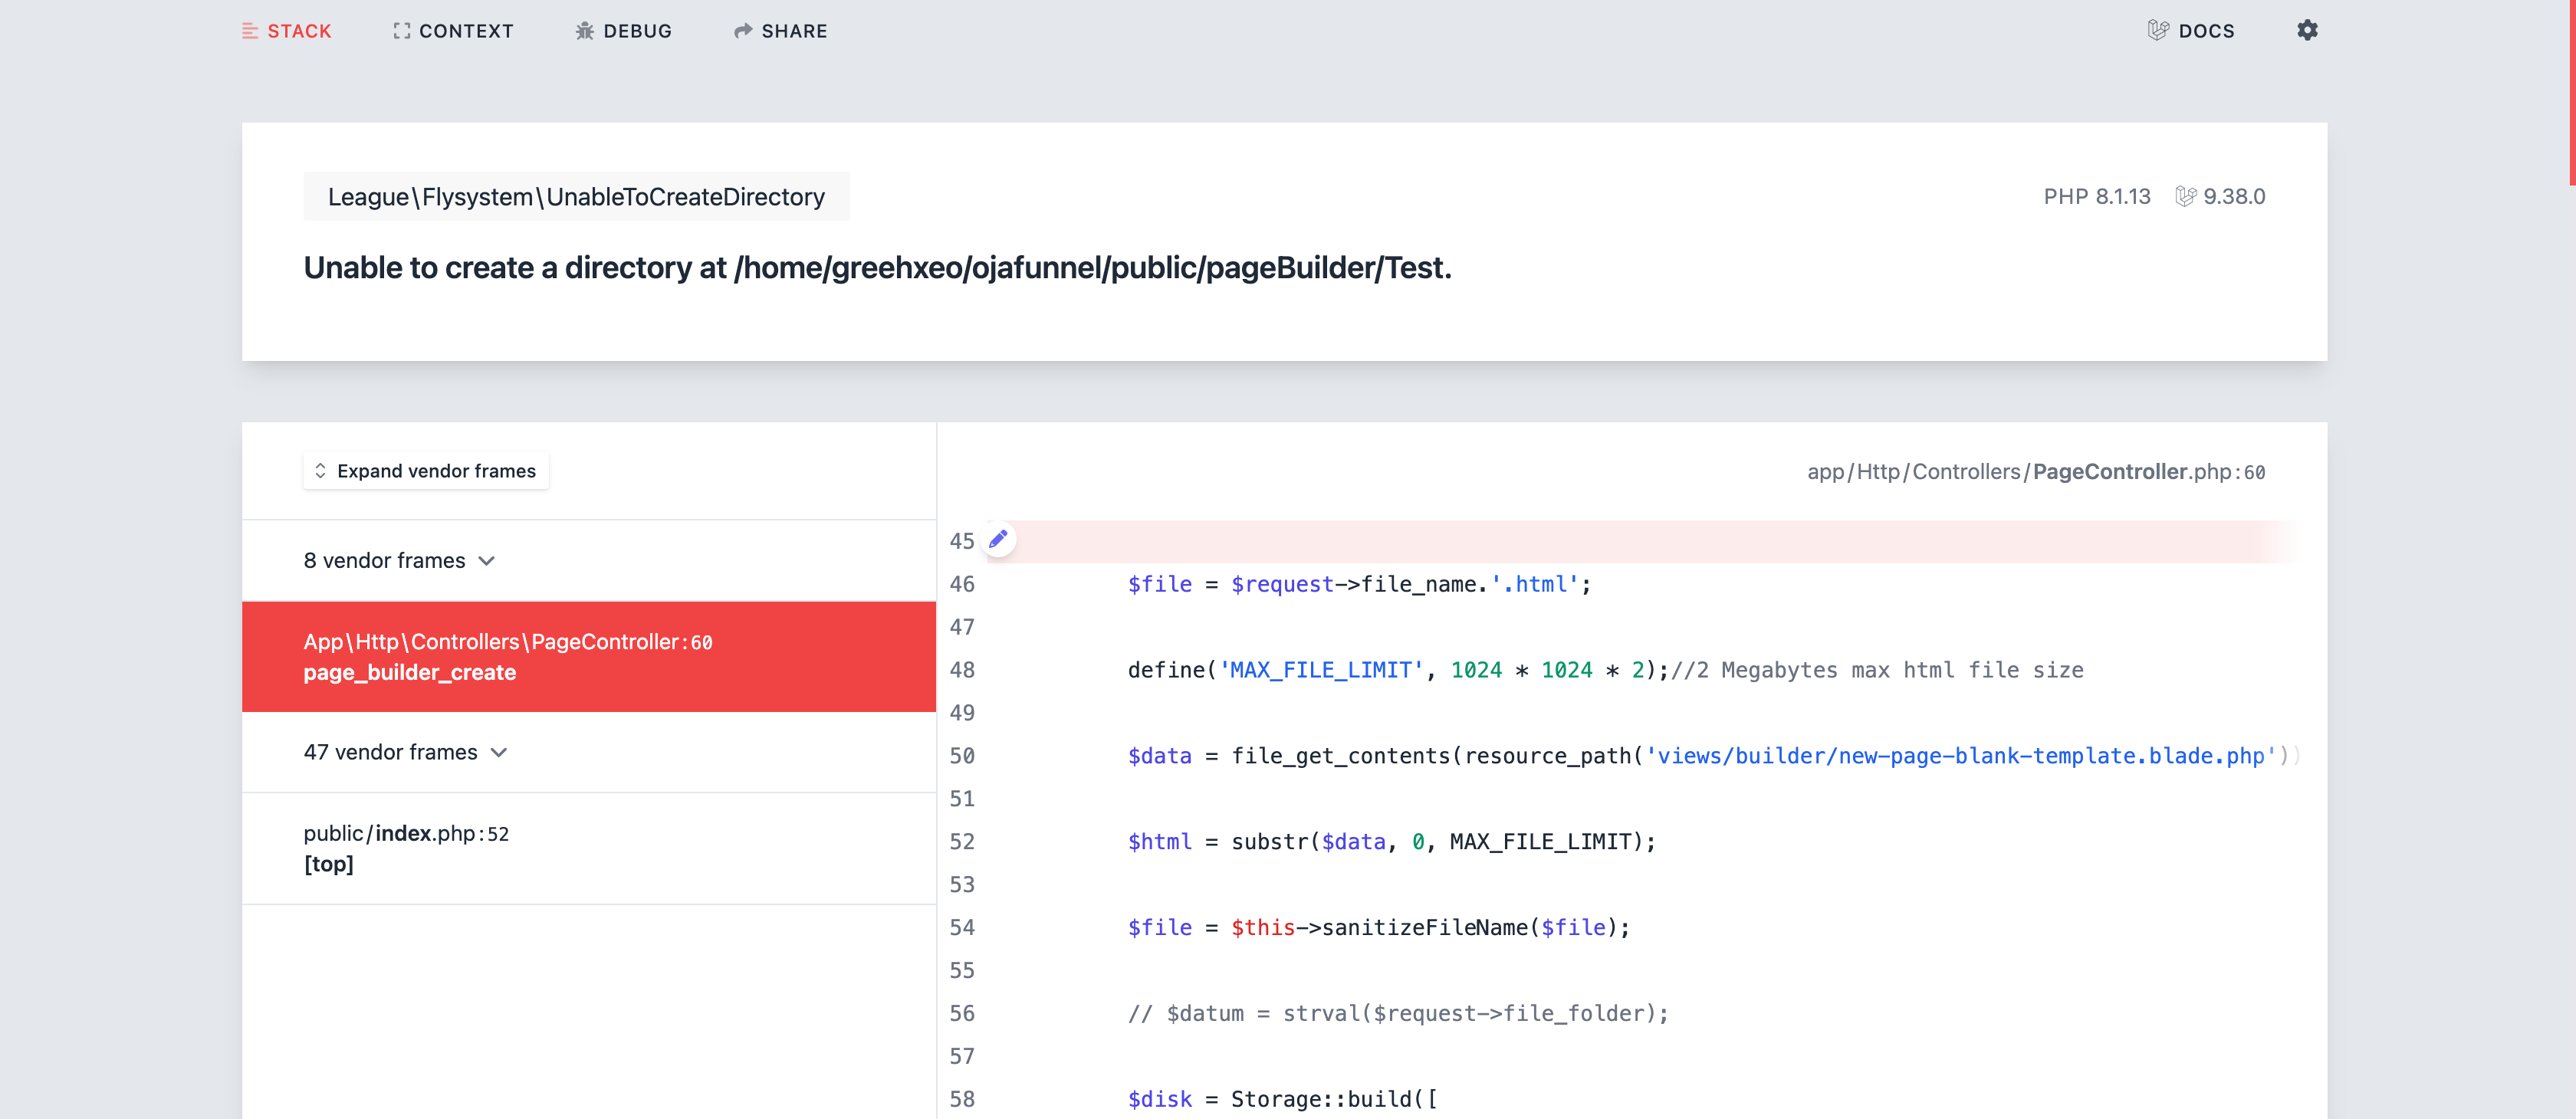 STACK CONTEXT DEBUG SHARE DOCS
League\Flysystem\UnableToCreateDirectory
PHP 8.1.13 9.38.0
Unable to create a directory at /home/greehxeo/ojafunnel/public/pageBuilder/Test.
Expand vendor frames
8 vendor frames
App\Http\Controllers\PageController:60
page_builder_create
47 vendor frames
public/index.php:52
[top]
app/Http/Controllers/PageController.php:60
45
46 $file = $request->file_name.'.html';
47
48 define('MAX_FILE_LIMIT', 1024 * 1024 * 2);//2 Megabytes max html file size
49
50 $data = file_get_contents(resource_path('views/builder/new-page-blank-template.blade.php'))
51
52 $html = substr($data, 0, MAX_FILE_LIMIT);
53
54 $file = $this->sanitizeFileName($file);
55
56 // $datum = strval($request->file_folder);
57
58 $disk = Storage::build([